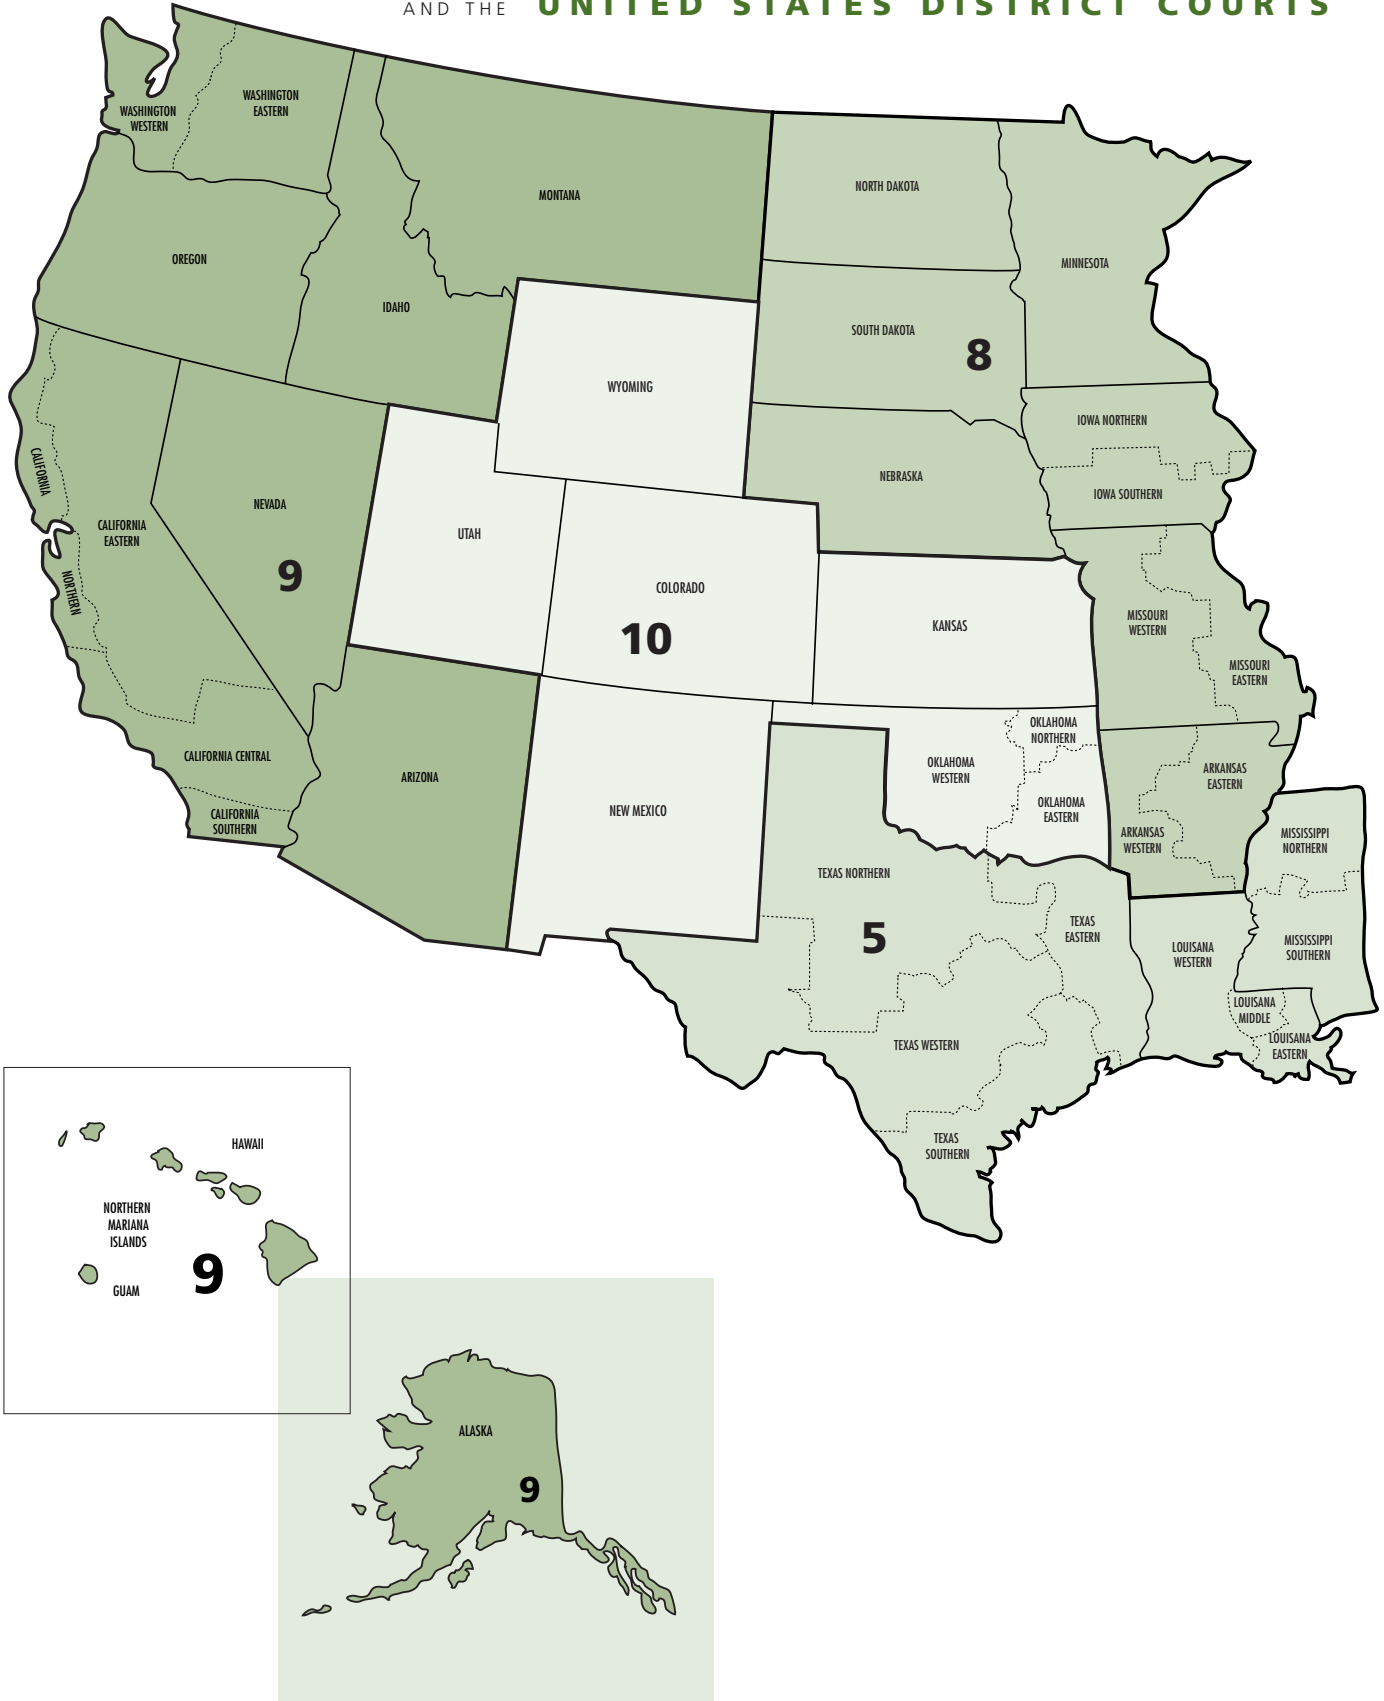 AND THE UNITED STATES DISTRICT COURTS
WASHINGTON
WESTERN
WASHINGTON
EASTERN
MONTANA
NORTH DAKOTA
MINNESOTA
OREGON
IDAHO
SOUTH DAKOTA
8
WYOMING
IOWA NORTHERN
IOWA SOUTHERN
NEBRASKA
CALIFORNIA
NORTHERN
CALIFORNIA
EASTERN
NEVADA
9
UTAH
COLORADO
10
KANSAS
MISSOURI
WESTERN
MISSOURI
EASTERN
CALIFORNIA CENTRAL
CALIFORNIA
SOUTHERN
ARIZONA
NEW MEXICO
OKLAHOMA
WESTERN
OKLAHOMA
NORTHERN
OKLAHOMA
EASTERN
ARKANSAS
EASTERN
ARKANSAS
WESTERN
MISSISSIPPI
NORTHERN
MISSISSIPPI
SOUTHERN
TEXAS NORTHERN
5
TEXAS
EASTERN
LOUISANA
WESTERN
LOUISANA
MIDDLE
LOUISANA
EASTERN
TEXAS WESTERN
TEXAS
SOUTHERN
HAWAII
NORTHERN
MARIANA
ISLANDS
9
GUAM
ALASKA
9